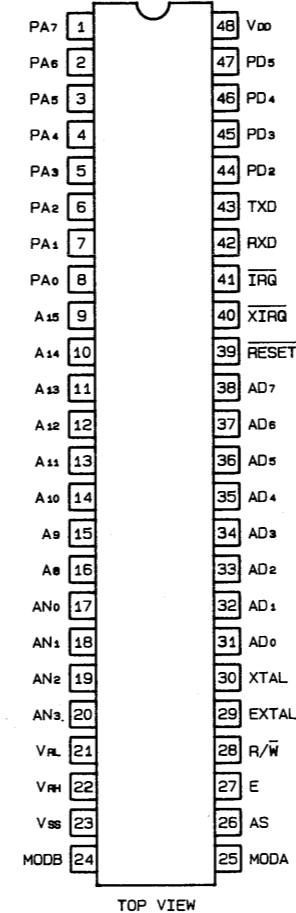 PA7 1 48 VDD
PA6 2 47 PD5
PA5 3 46 PD4
PA4 4 45 PD3
PA3 5 44 PD2
PA2 6 43 TXD
PA1 7 42 RXD
PA0 8 41 I̅R̅Q̅
A15 9 40 X̅I̅R̅Q̅
A14 10 39 R̅E̅S̅E̅T̅
A13 11 38 AD7
A12 12 37 AD6
A11 13 36 AD5
A10 14 35 AD4
A9 15 34 AD3
A8 16 33 AD2
AN0 17 32 AD1
AN1 18 31 AD0
AN2 19 30 XTAL
AN3. 20 29 EXTAL
VRL 21 28 R/W̅
VRH 22 27 E
VSS 23 26 AS
MODB 24 25 MODA
TOP VIEW